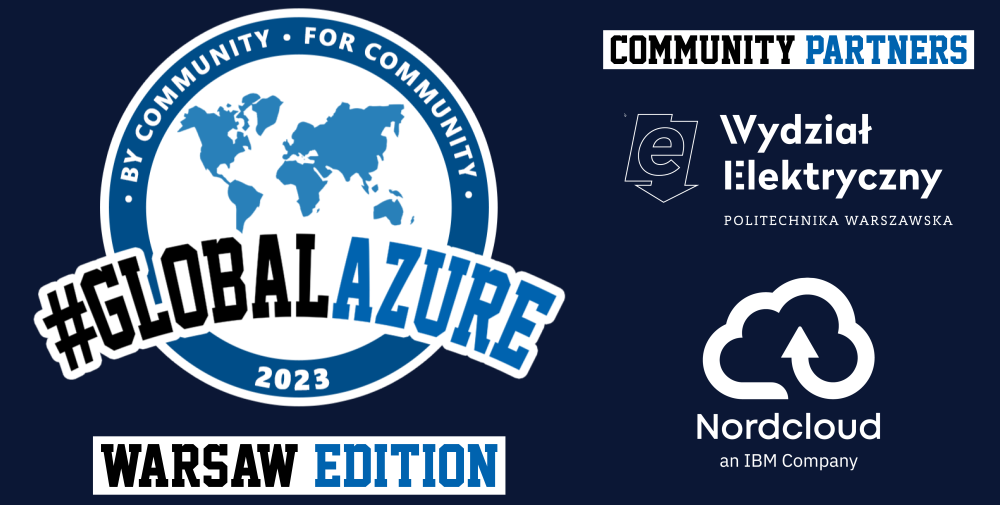 • BY COMMUNITY • FOR COMMUNITY •
#GLOBALAZURE
2023
WARSAW EDITION
COMMUNITY PARTNERS
e
Wydział
Elektryczny
POLITECHNIKA WARSZAWSKA
Nordcloud
an IBM Company